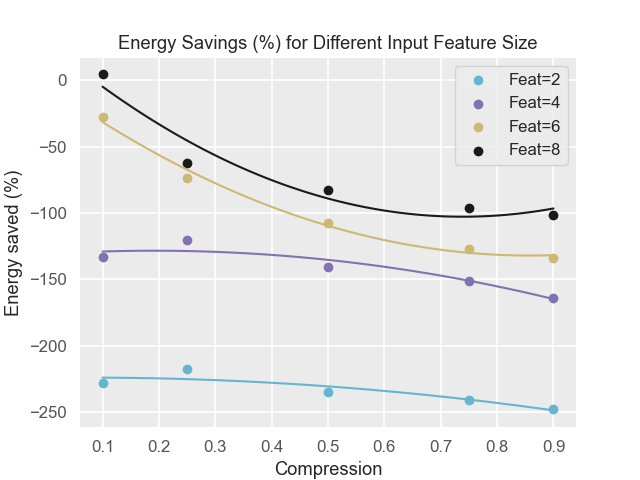 Energy Savings (%) for Different Input Feature Size
Feat=2
Feat=4
Feat=6
Feat=8
Energy saved (%)
0
−50
−100
−150
−200
−250
0.1 0.2 0.3 0.4 0.5 0.6 0.7 0.8 0.9
Compression